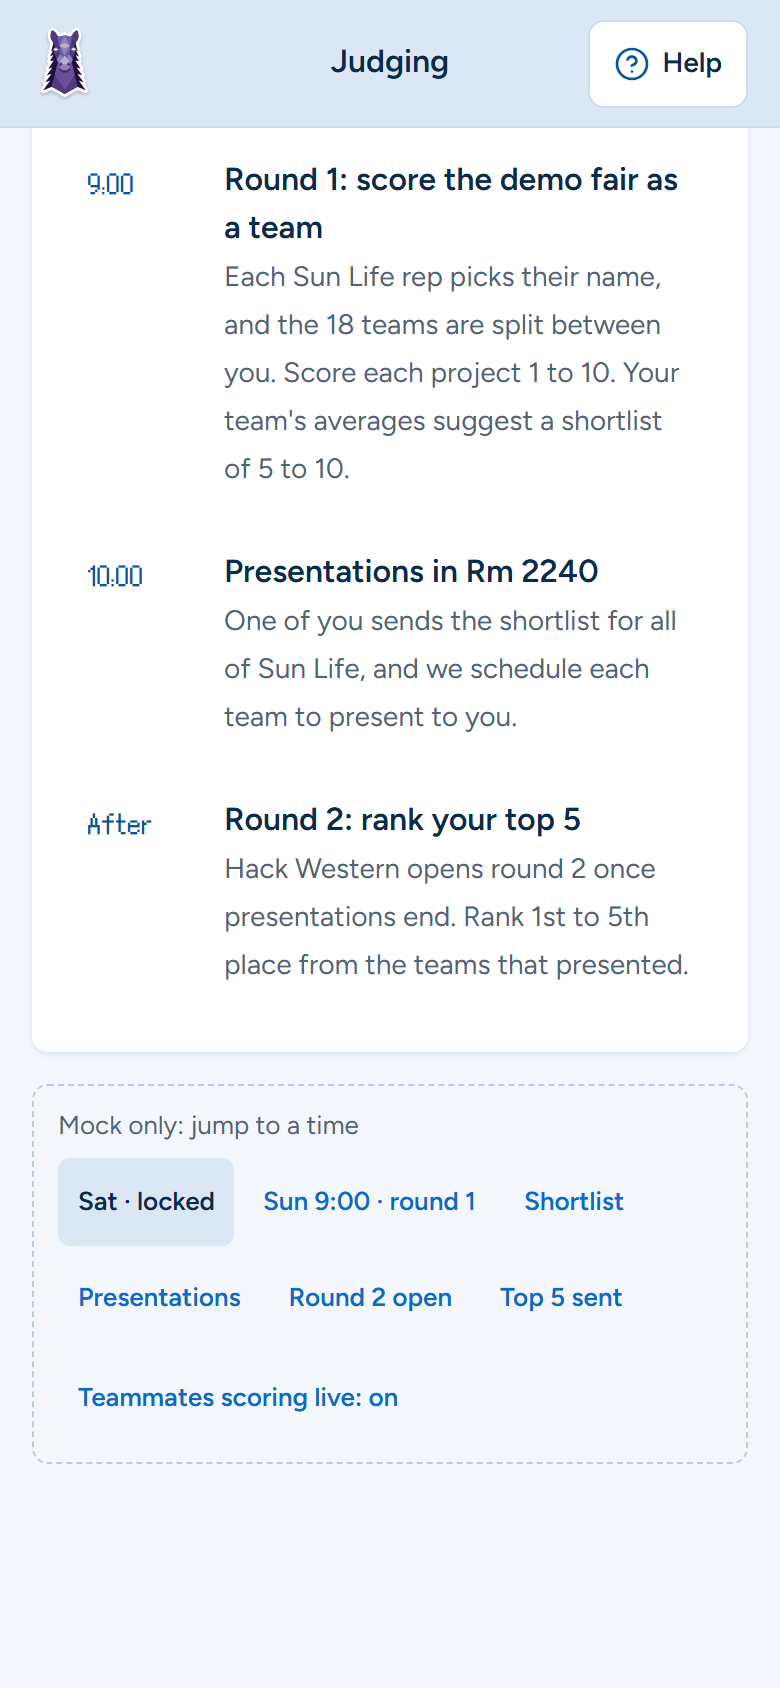 Judging
Help
9:00
Round 1: score the demo fair as
a team
Each Sun Life rep picks their name,
and the 18 teams are split between
you. Score each project 1 to 10. Your
team's averages suggest a shortlist
of 5 to 10.
10:00
Presentations in Rm 2240
One of you sends the shortlist for all
of Sun Life, and we schedule each
team to present to you.
After
Round 2: rank your top 5
Hack Western opens round 2 once
presentations end. Rank 1st to 5th
place from the teams that presented.
Mock only: jump to a time
Sat · locked
Sun 9:00 · round 1
Shortlist
Presentations
Round 2 open
Top 5 sent
Teammates scoring live: on